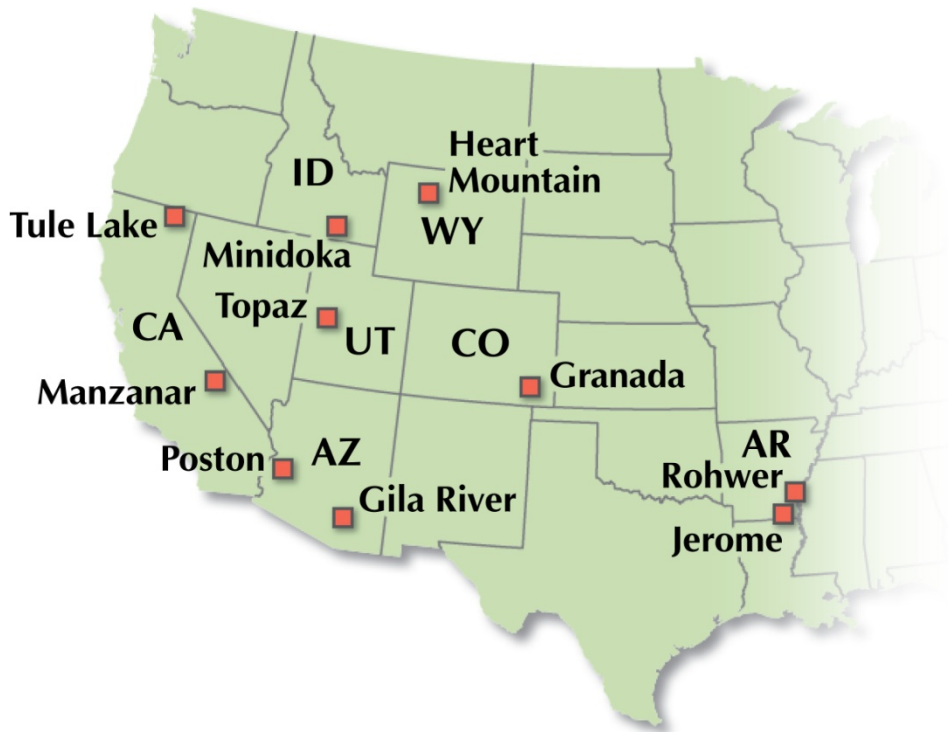 Heart
Mountain
ID
WY
Tule Lake
Minidoka
Topaz
CA
UT
CO
Manzanar
Granada
Poston
AZ
AR
Rohwer
Gila River
Jerome